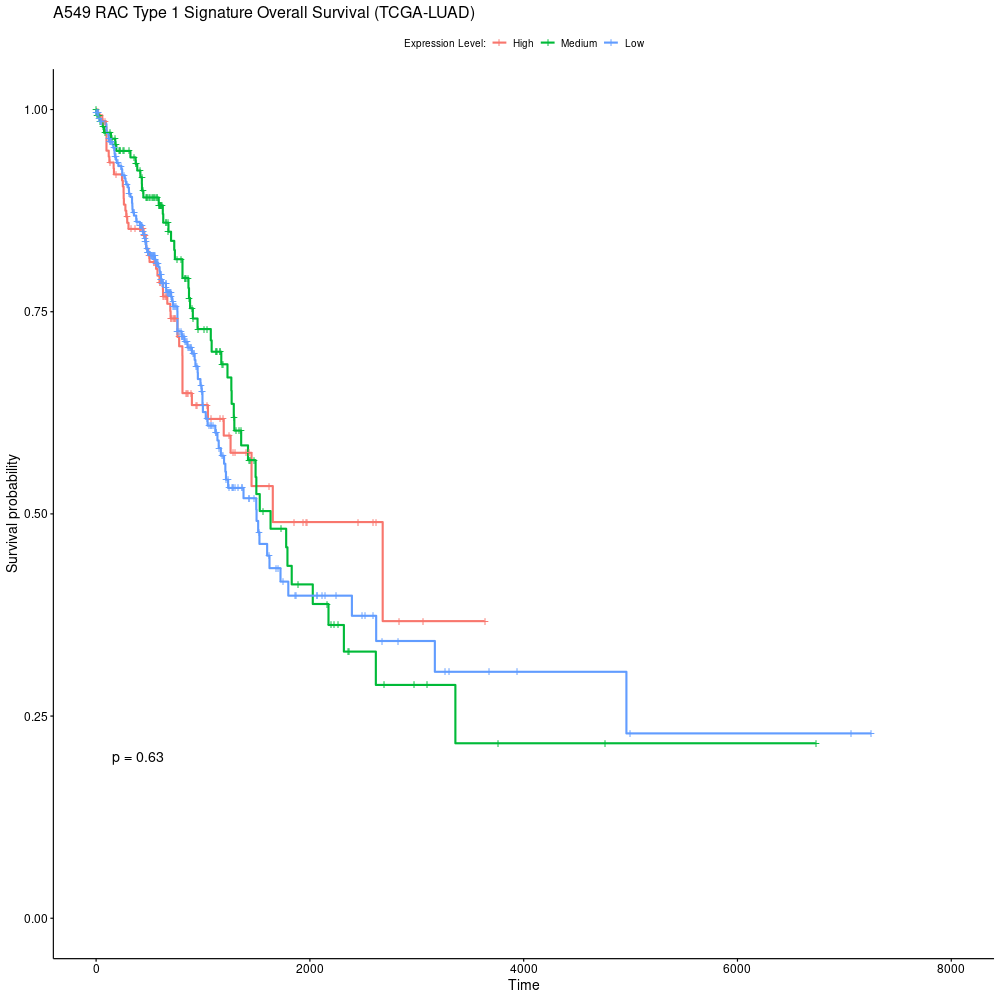 A549 RAC Type 1 Signature Overall Survival (TCGA-LUAD)
Expression Level: High Medium Low
Survival probability
1.00
0.75
0.50
0.25
0.00
p = 0.63
0 2000 4000 6000 8000
Time